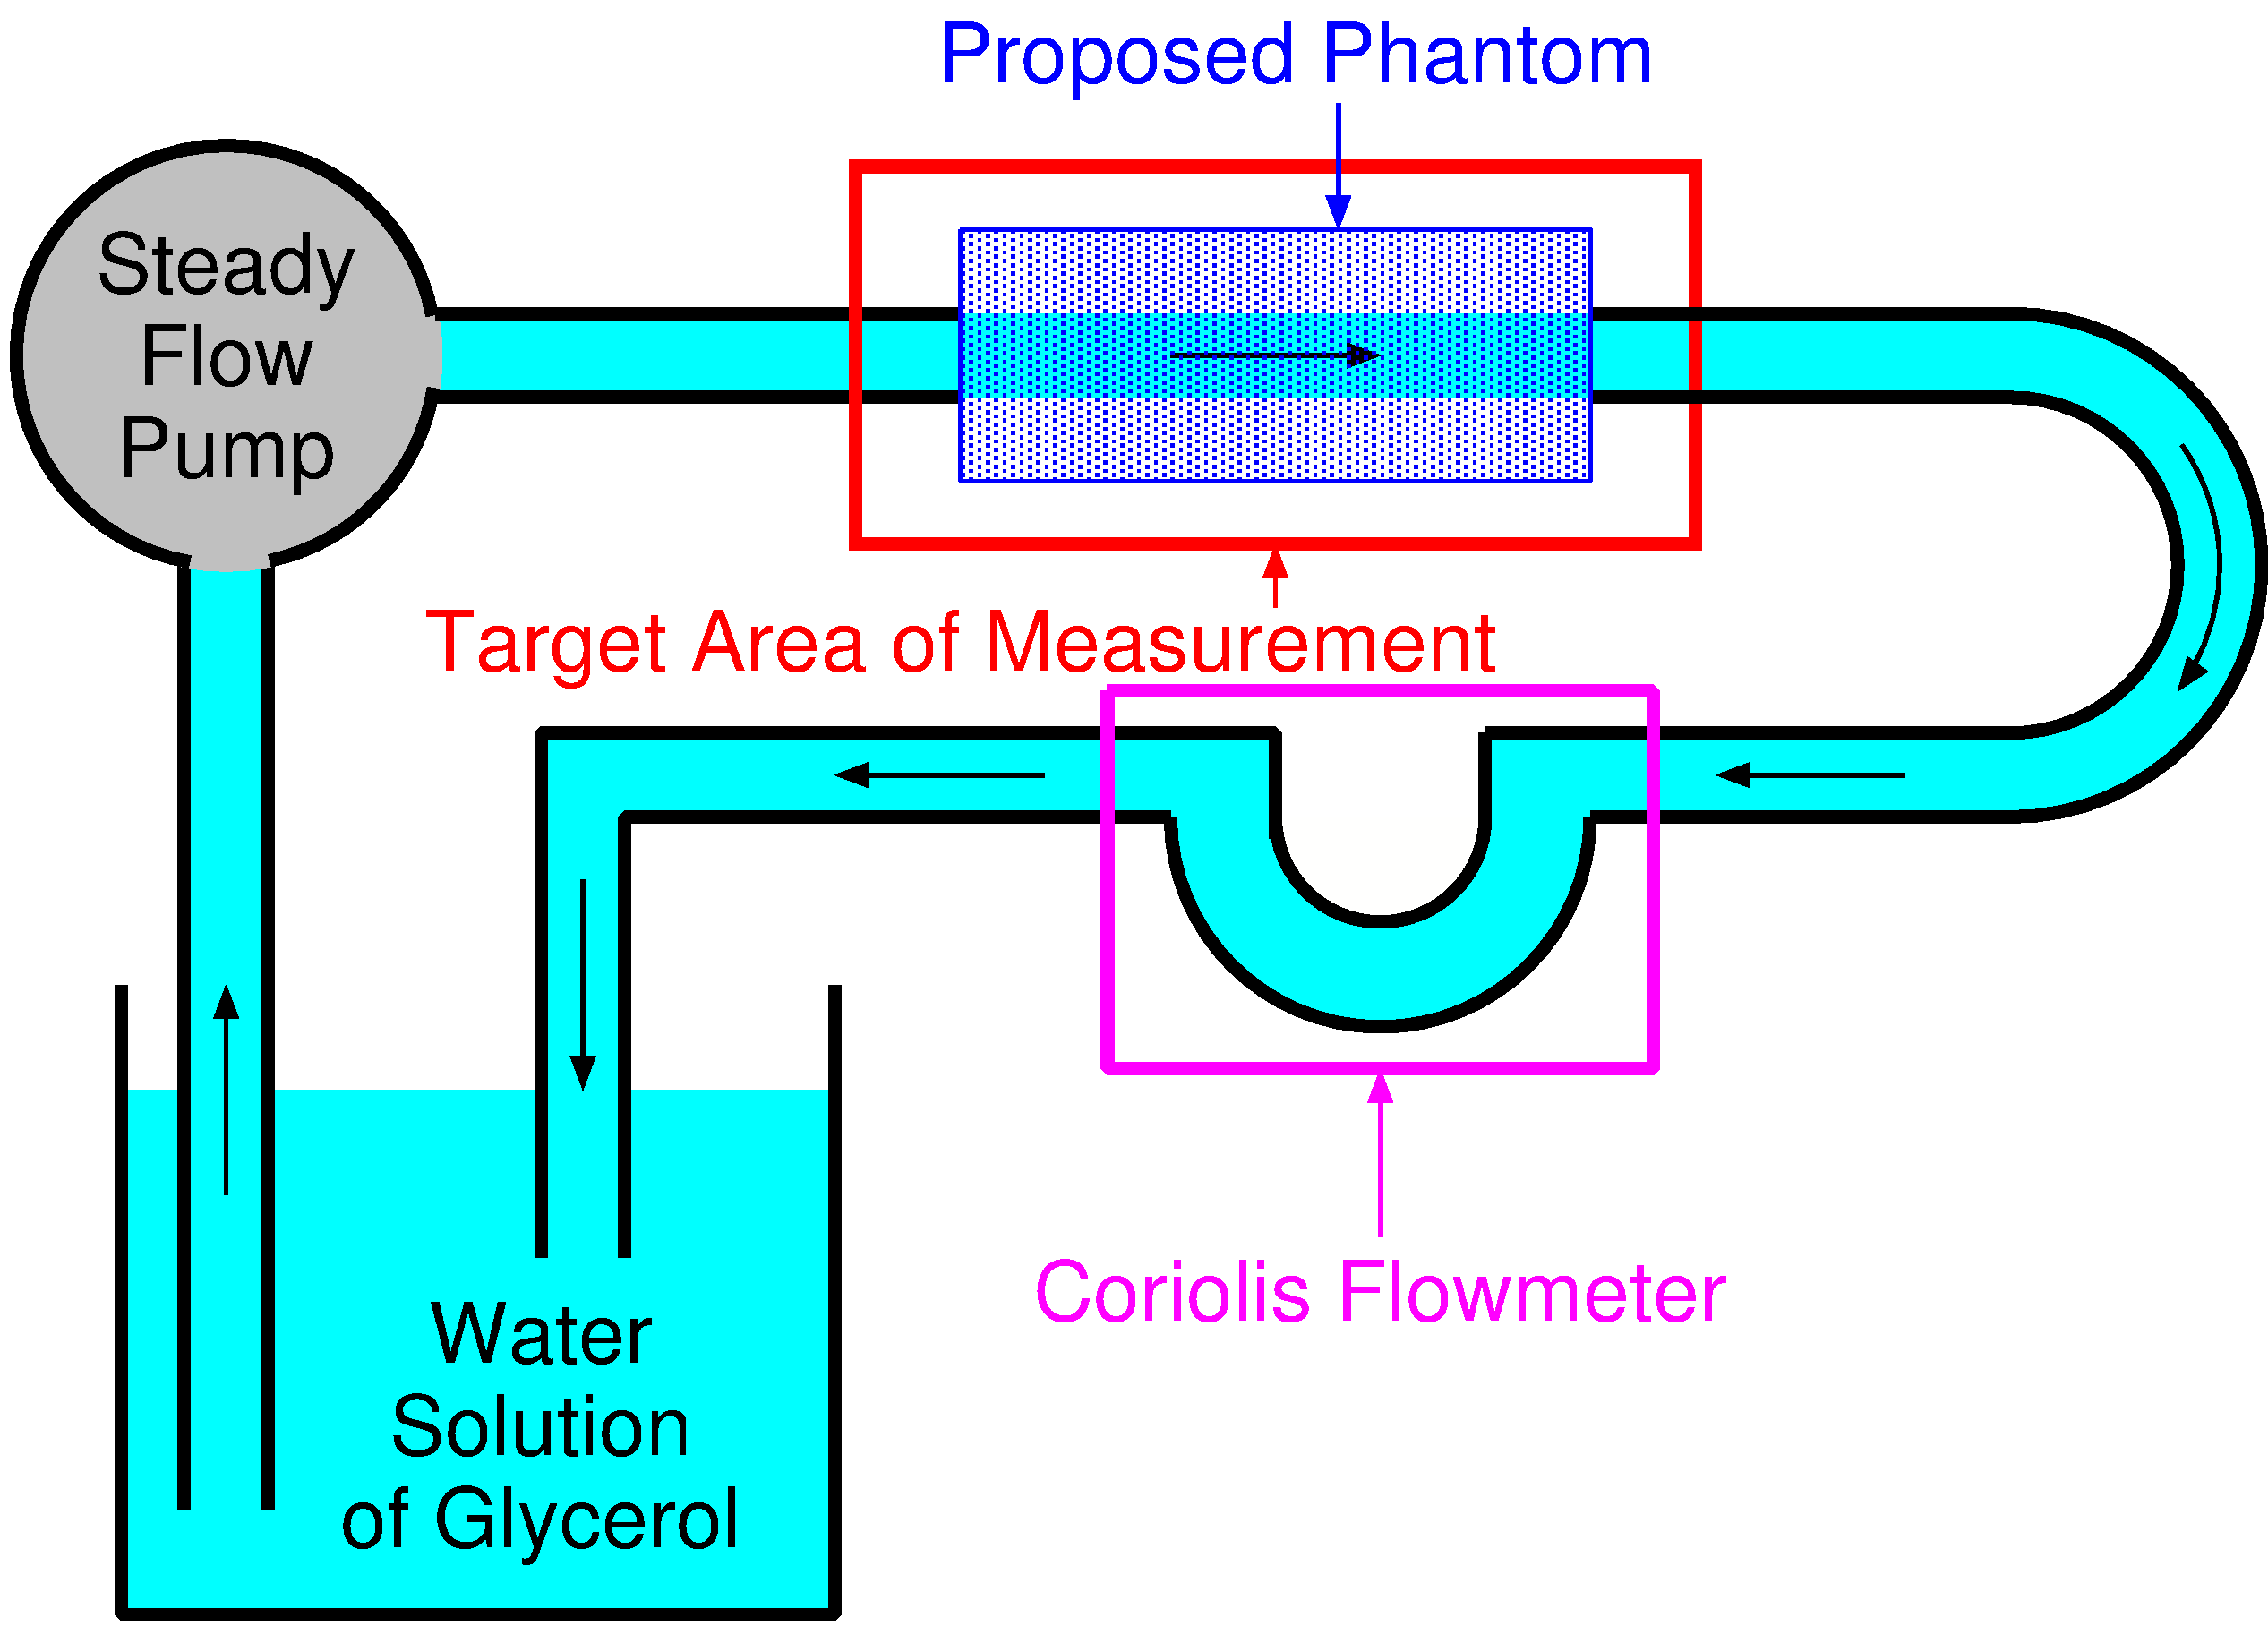 Proposed Phantom
Steady
Flow
Pump
Target Area of Measurement
Coriolis Flowmeter
Water
Solution
of Glycerol